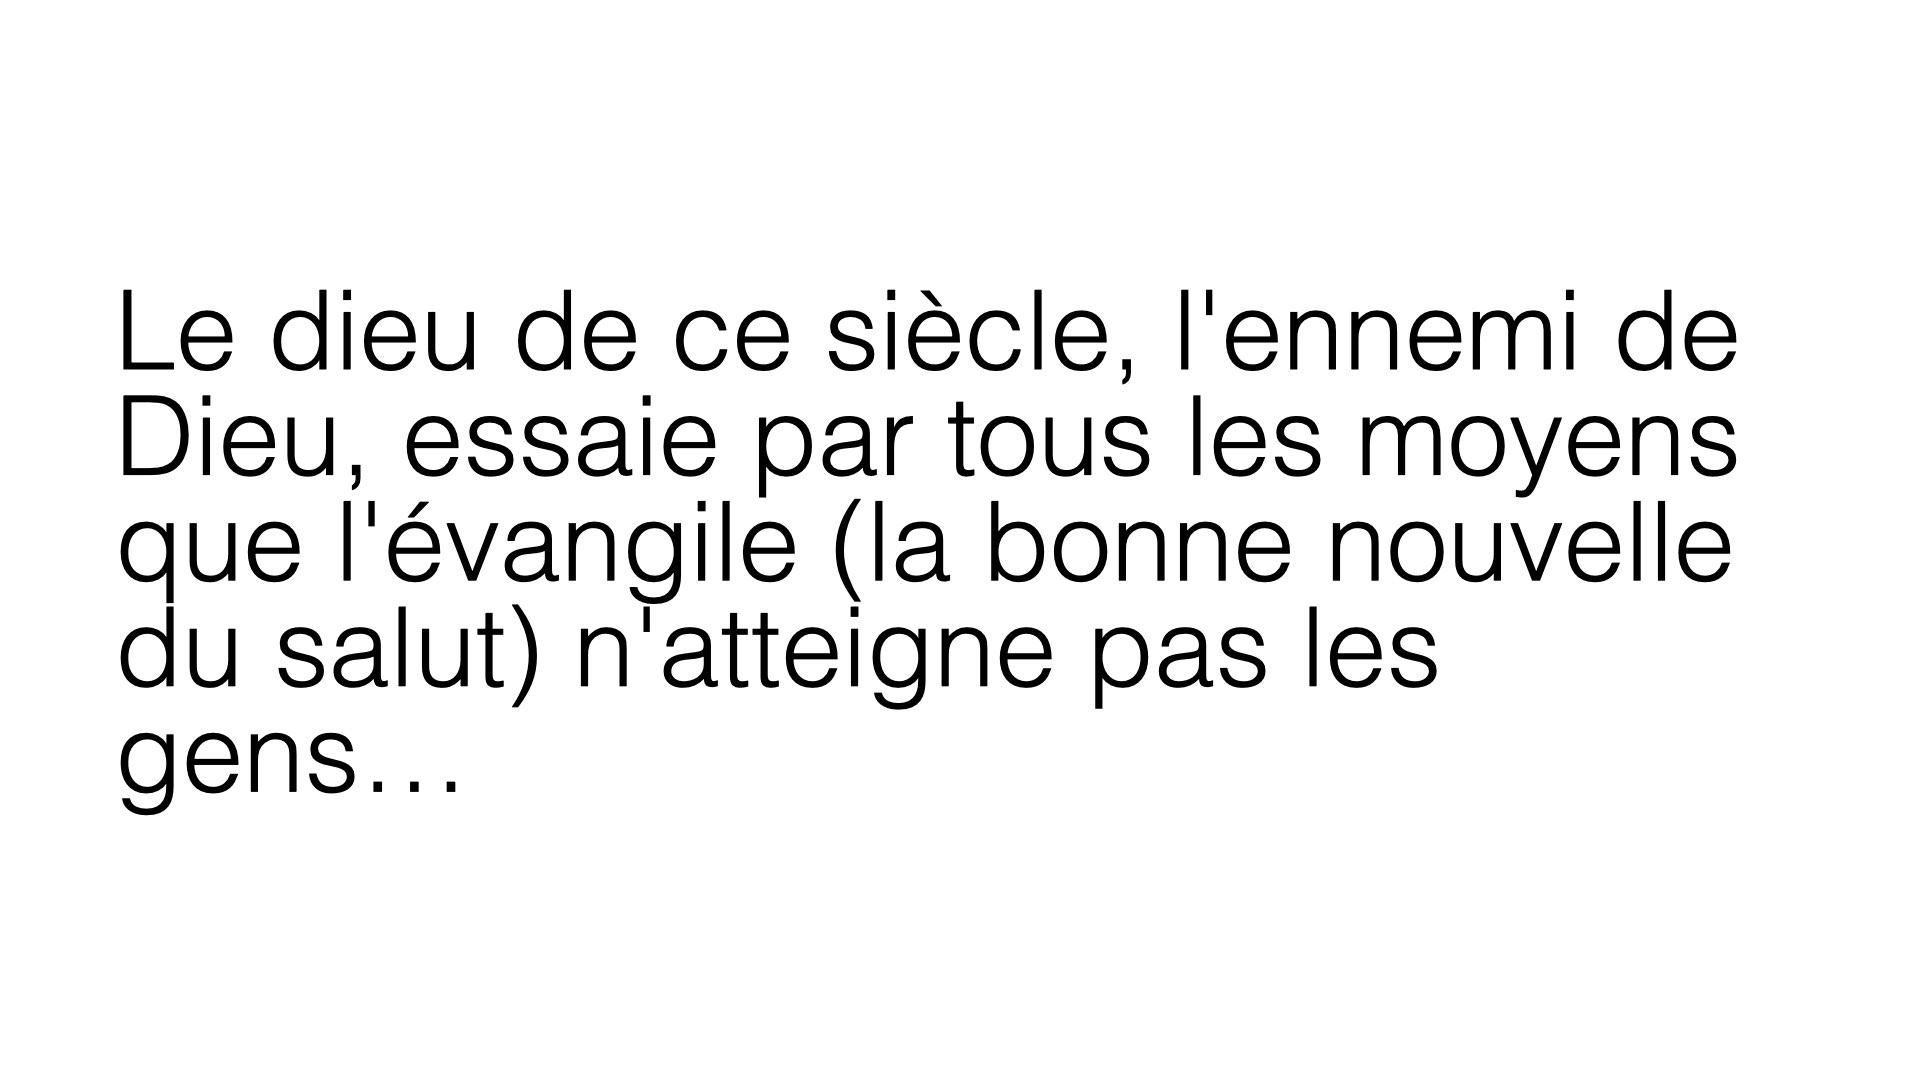 Le dieu de ce siècle, l'ennemi de
Dieu, essaie par tous les moyens
que l'évangile (la bonne nouvelle
du salut) n'atteigne pas les
gens…